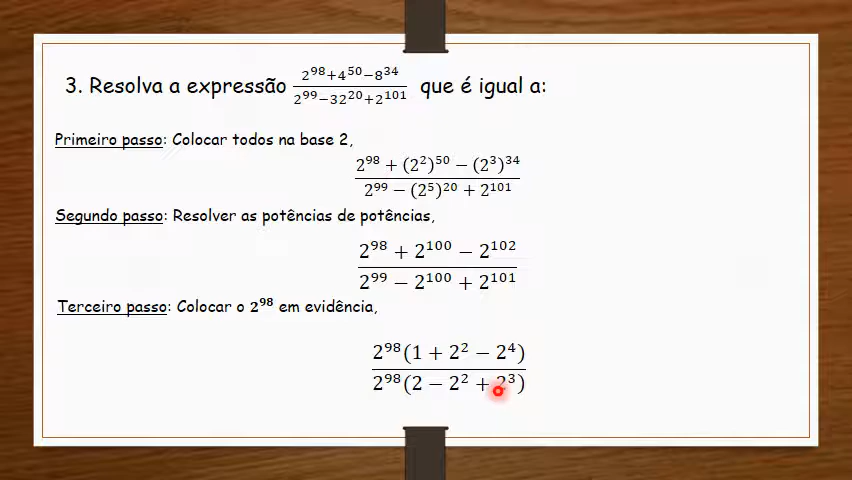 3. Resolva a expressão (2^98+4^50−8^34)/(2^99−32^20+2^101) que é igual a:
Primeiro passo: Colocar todos na base 2,
(2^98 + (2^2)^50 − (2^3)^34)/(2^99 − (2^5)^20 + 2^101)
Segundo passo: Resolver as potências de potências,
(2^98 + 2^100 − 2^102)/(2^99 − 2^100 + 2^101)
Terceiro passo: Colocar o 2^98 em evidência,
2^98(1 + 2^2 − 2^4)/2^98(2 − 2^2 + 2^3)